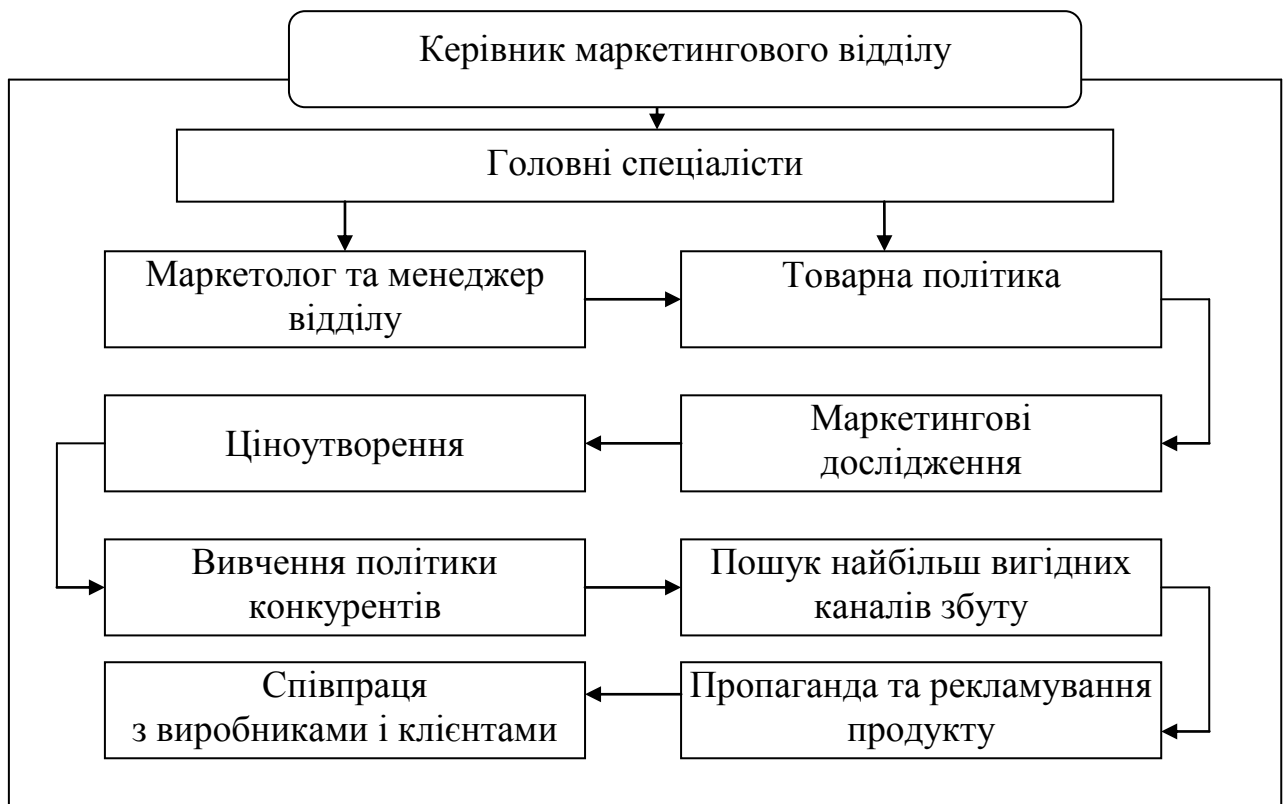 Керівник маркетингового відділу
Головні спеціалісти
Маркетолог та менеджер
відділу
Товарна політика
Ціноутворення
Маркетингові
дослідження
Вивчення політики
конкурентів
Пошук найбільш вигідних
каналів збуту
Співпраця
з виробниками і клієнтами
Пропаганда та рекламування
продукту